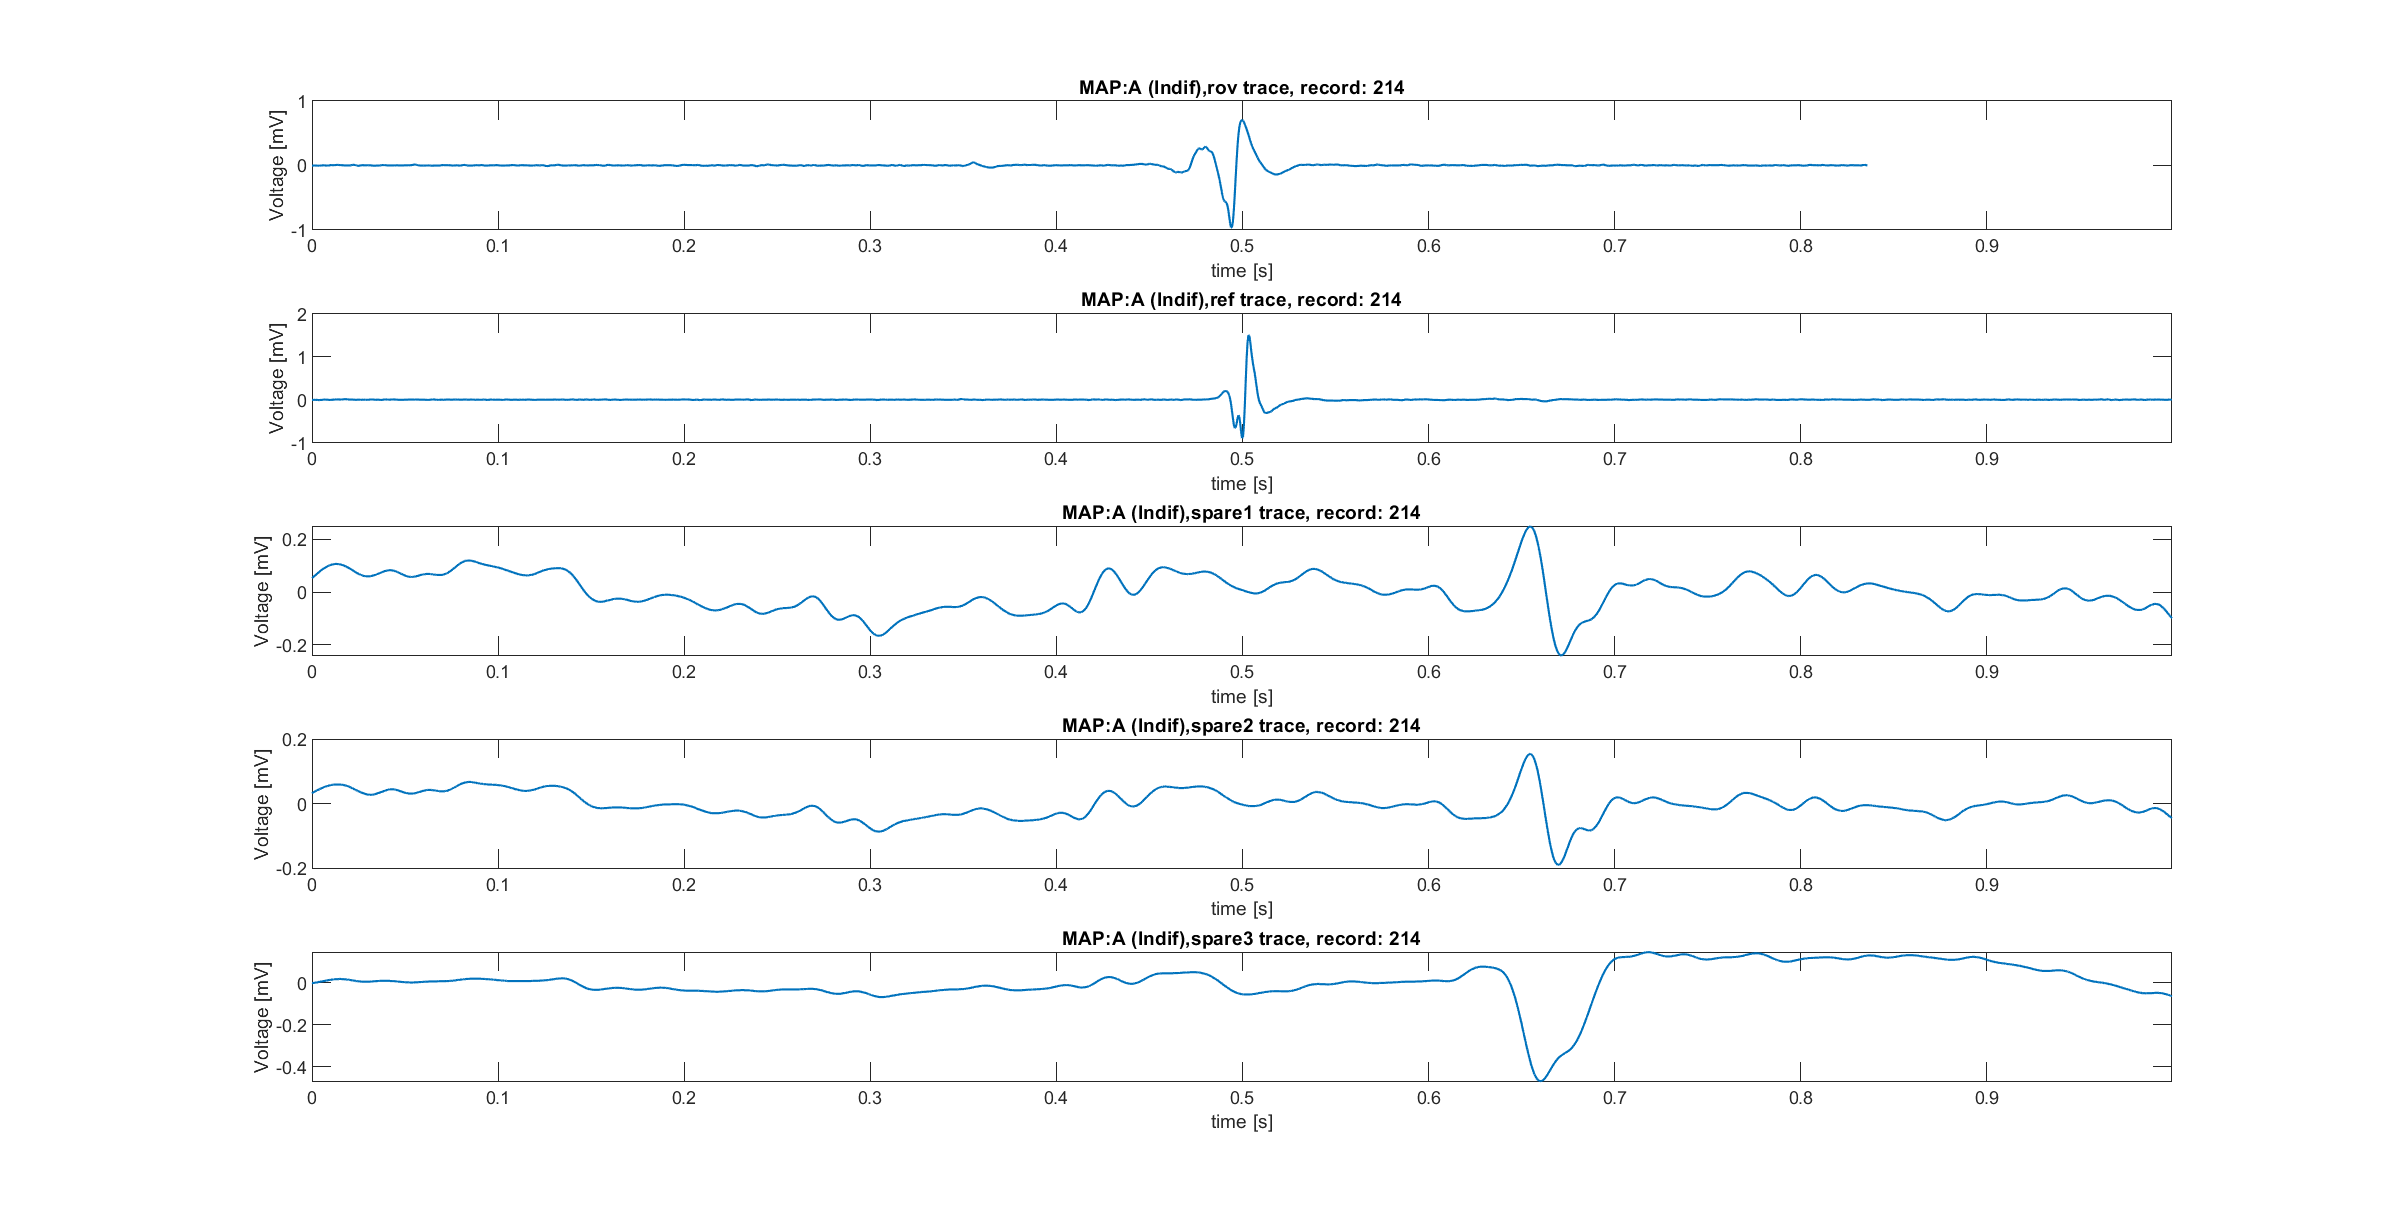 MAP:A (Indif),rov trace, record: 214
Voltage [mV]
1
0
-1
0 0.1 0.2 0.3 0.4 0.5 0.6 0.7 0.8 0.9
time [s]
MAP:A (Indif),ref trace, record: 214
Voltage [mV]
2
1
0
-1
0 0.1 0.2 0.3 0.4 0.5 0.6 0.7 0.8 0.9
time [s]
MAP:A (Indif),spare1 trace, record: 214
Voltage [mV]
0.2
0
-0.2
0 0.1 0.2 0.3 0.4 0.5 0.6 0.7 0.8 0.9
time [s]
MAP:A (Indif),spare2 trace, record: 214
Voltage [mV]
0.2
0
-0.2
0 0.1 0.2 0.3 0.4 0.5 0.6 0.7 0.8 0.9
time [s]
MAP:A (Indif),spare3 trace, record: 214
Voltage [mV]
0
-0.2
-0.4
0 0.1 0.2 0.3 0.4 0.5 0.6 0.7 0.8 0.9
time [s]